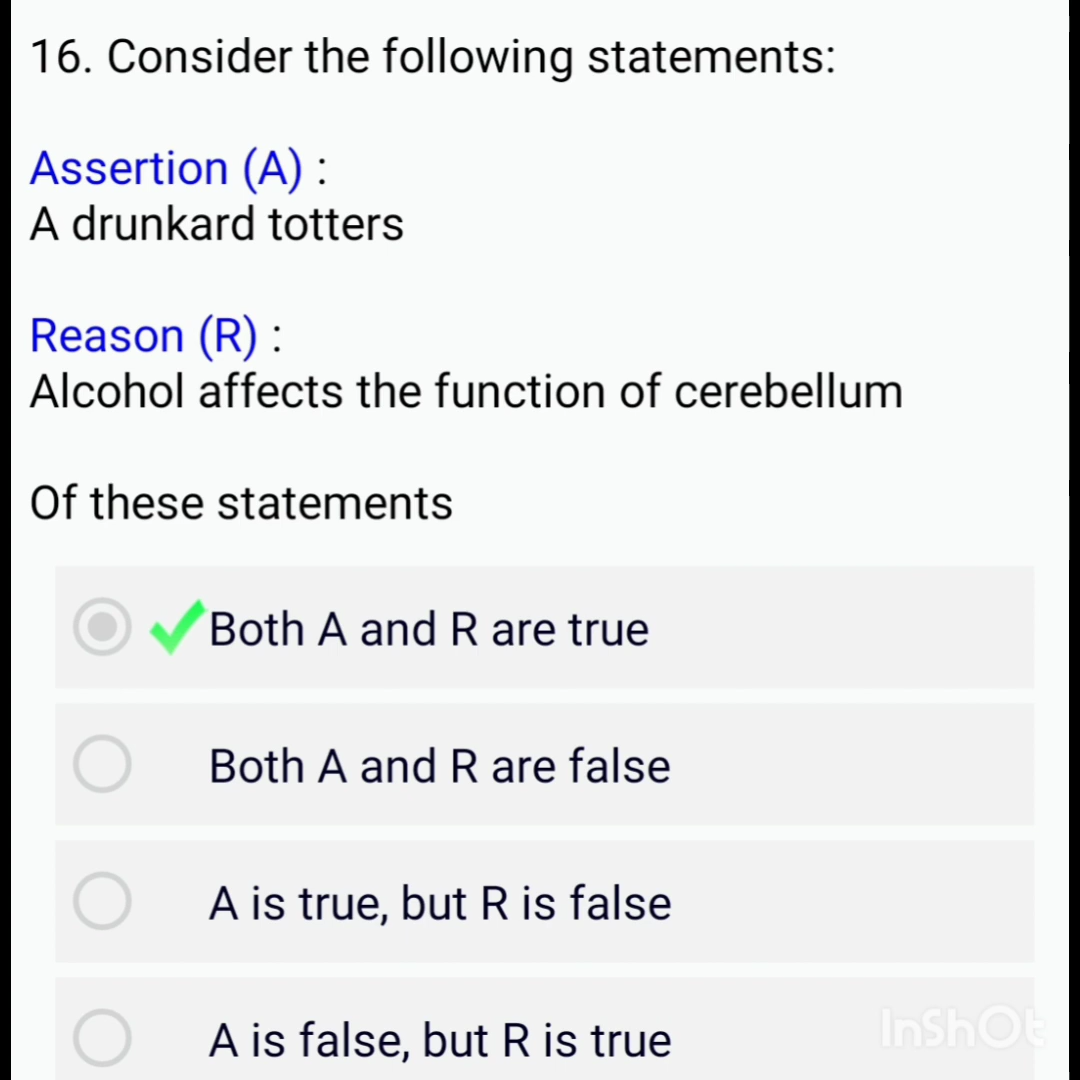 16. Consider the following statements:
Assertion (A) :
A drunkard totters
Reason (R) :
Alcohol affects the function of cerebellum
Of these statements
Both A and R are true
Both A and R are false
A is true, but R is false
A is false, but R is true
InShOt